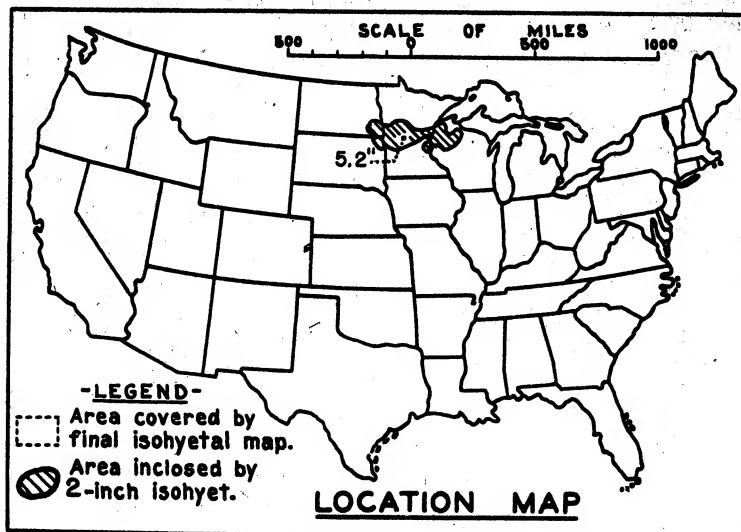 SCALE OF MILES
500 0 500 1000
5.2"
-LEGEND-
Area covered by
final isohyetal map.
Area inclosed by
2-inch isohyet.
LOCATION MAP